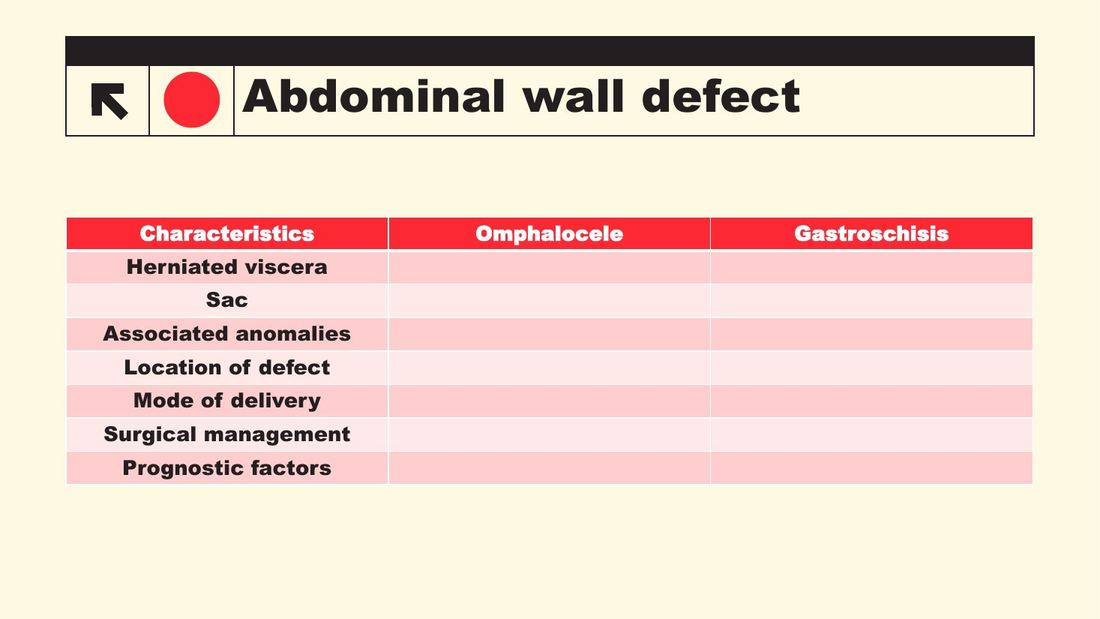 Abdominal wall defect
Characteristics Omphalocele Gastroschisis
Herniated viscera
Sac
Associated anomalies
Location of defect
Mode of delivery
Surgical management
Prognostic factors